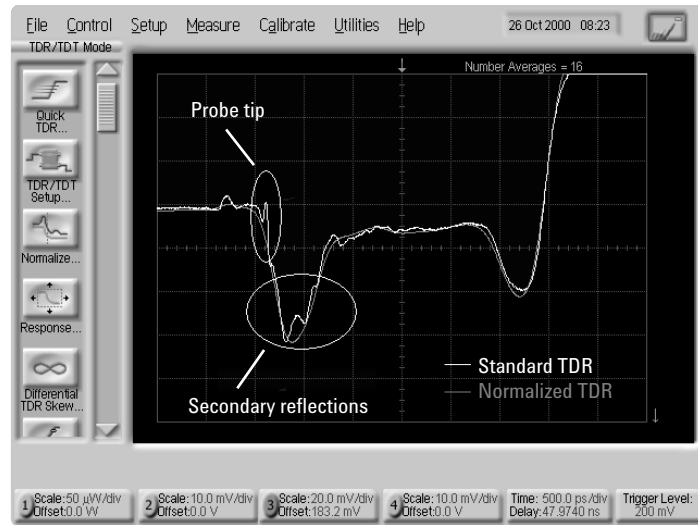 File Control Setup Measure Calibrate Utilities Help 26 Oct 2000 08:23
TDR/TDT Mode
Number Averages = 16
Quick
TDR...
TDR/TDT
Setup...
Normalize...
Response...
Differential
TDR Skew...
Probe tip
Secondary reflections
Standard TDR
Normalized TDR
1 Scale:50 μW/div
Offset:0.0 W
2 Scale:10.0 mV/div
Offset:0.0 V
3 Scale:20.0 mV/div
Offset:183.2 mV
4 Scale:10.0 mV/div
Offset:0.0 V
Time: 500.0 ps/div
Delay:47.9740 ns
Trigger Level:
200 mV